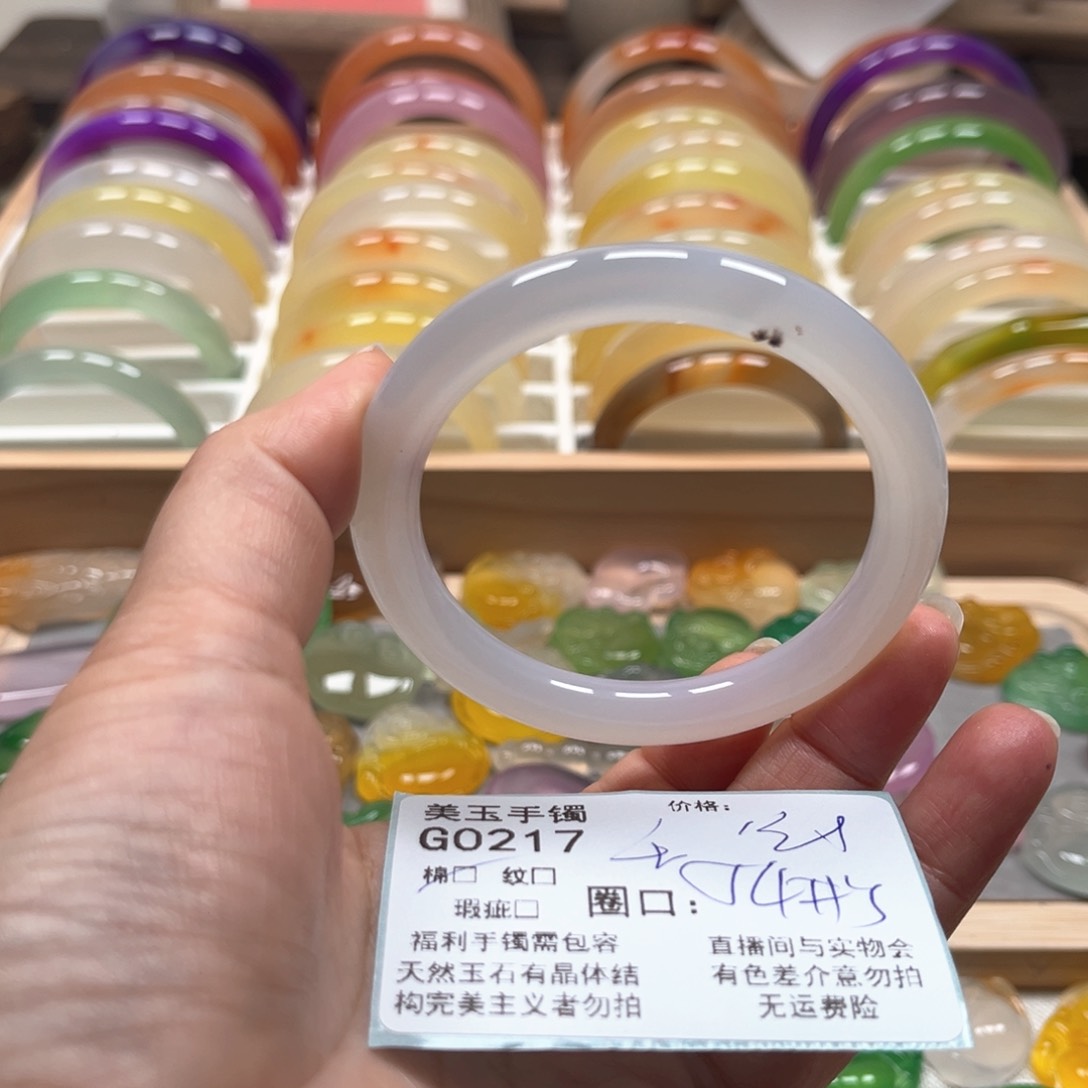 美玉手镯 价格：
G0217
棉□ 纹□
瑕疵□ 圈口：
福利手镯需包容
天然玉石有晶体结
构完美主义者勿拍
直播间与实物会
有色差介意勿拍
无运费险